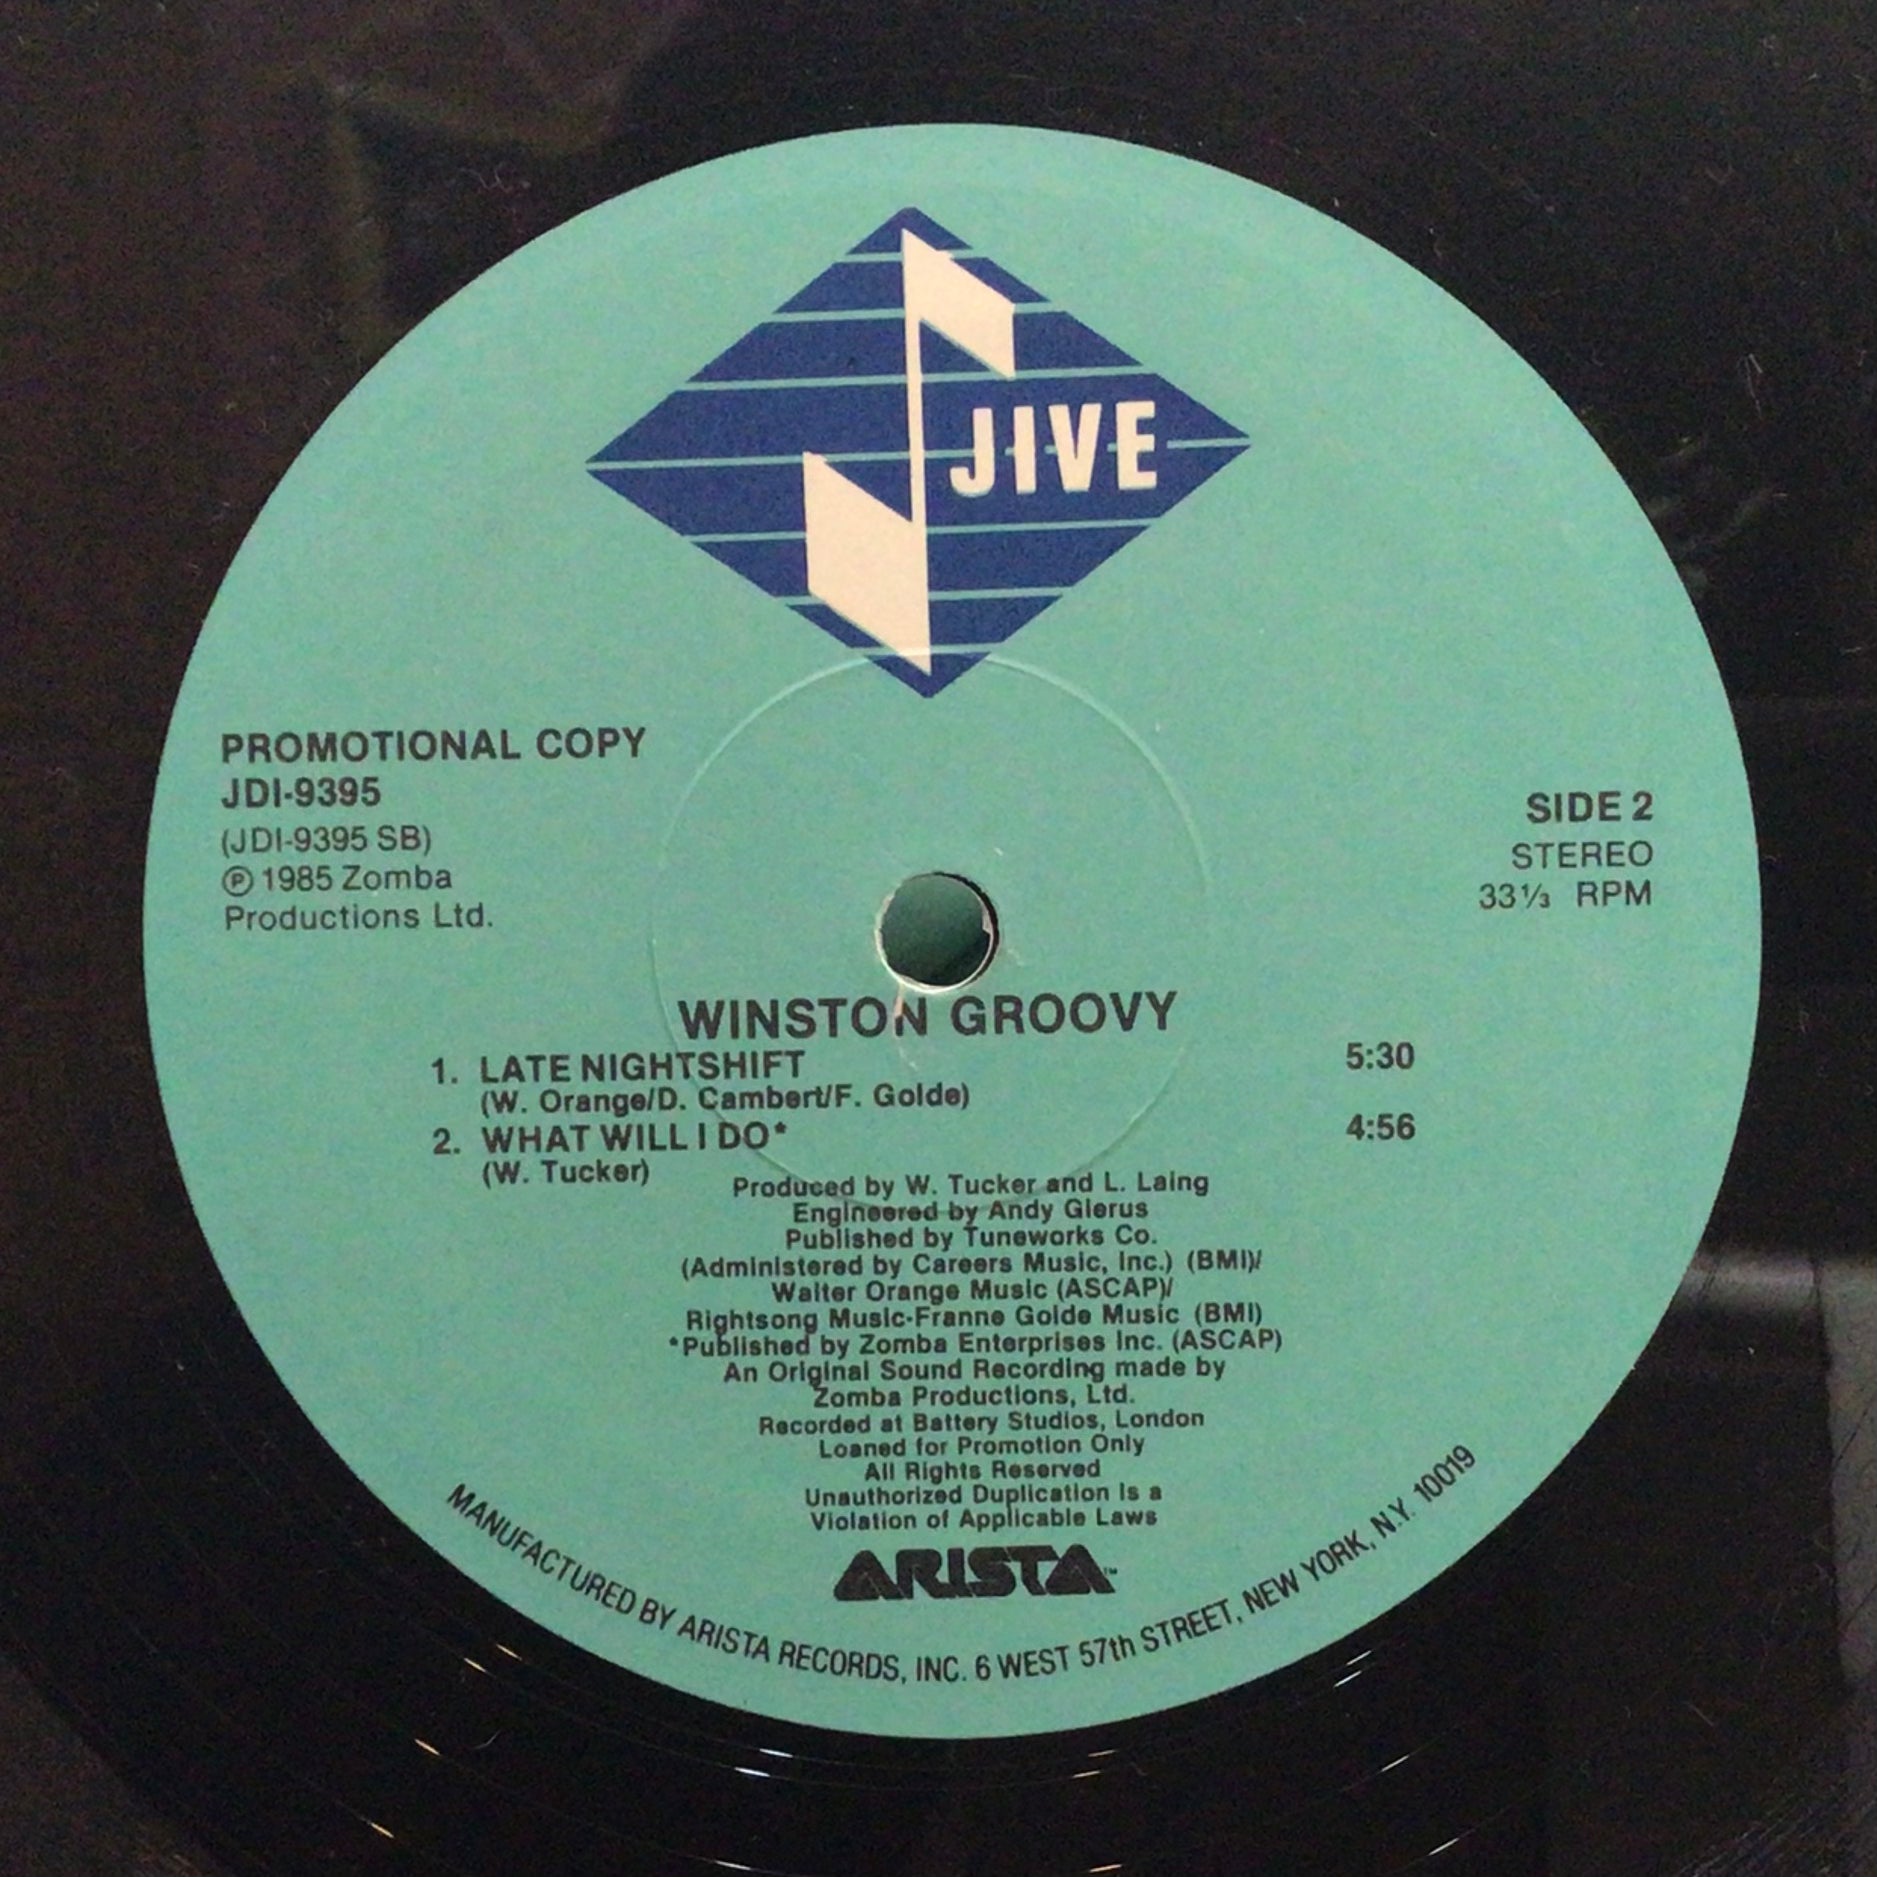 JIVE
PROMOTIONAL COPY
JDI-9395
(JDI-9395 SB)
℗ 1985 Zomba
Productions Ltd.
SIDE 2
STEREO
33⅓ RPM
WINSTON GROOVY
1. LATE NIGHTSHIFT 5:30
(W. Orange/D. Cambert/F. Golde)
2. WHAT WILL I DO* 4:56
(W. Tucker)
Produced by W. Tucker and L. Laing
Engineered by Andy Glerus
Published by Tuneworks Co.
(Administered by Careers Music, Inc.) (BMI)/
Walter Orange Music (ASCAP)/
Rightsong Music-Franne Golde Music (BMI)
*Published by Zomba Enterprises Inc. (ASCAP)
An Original Sound Recording made by
Zomba Productions, Ltd.
Recorded at Battery Studios, London
Loaned for Promotion Only
All Rights Reserved
Unauthorized Duplication Is a
Violation of Applicable Laws
ARISTA™
MANUFACTURED BY ARISTA RECORDS, INC. 6 WEST 57th STREET, NEW YORK, N.Y. 10019